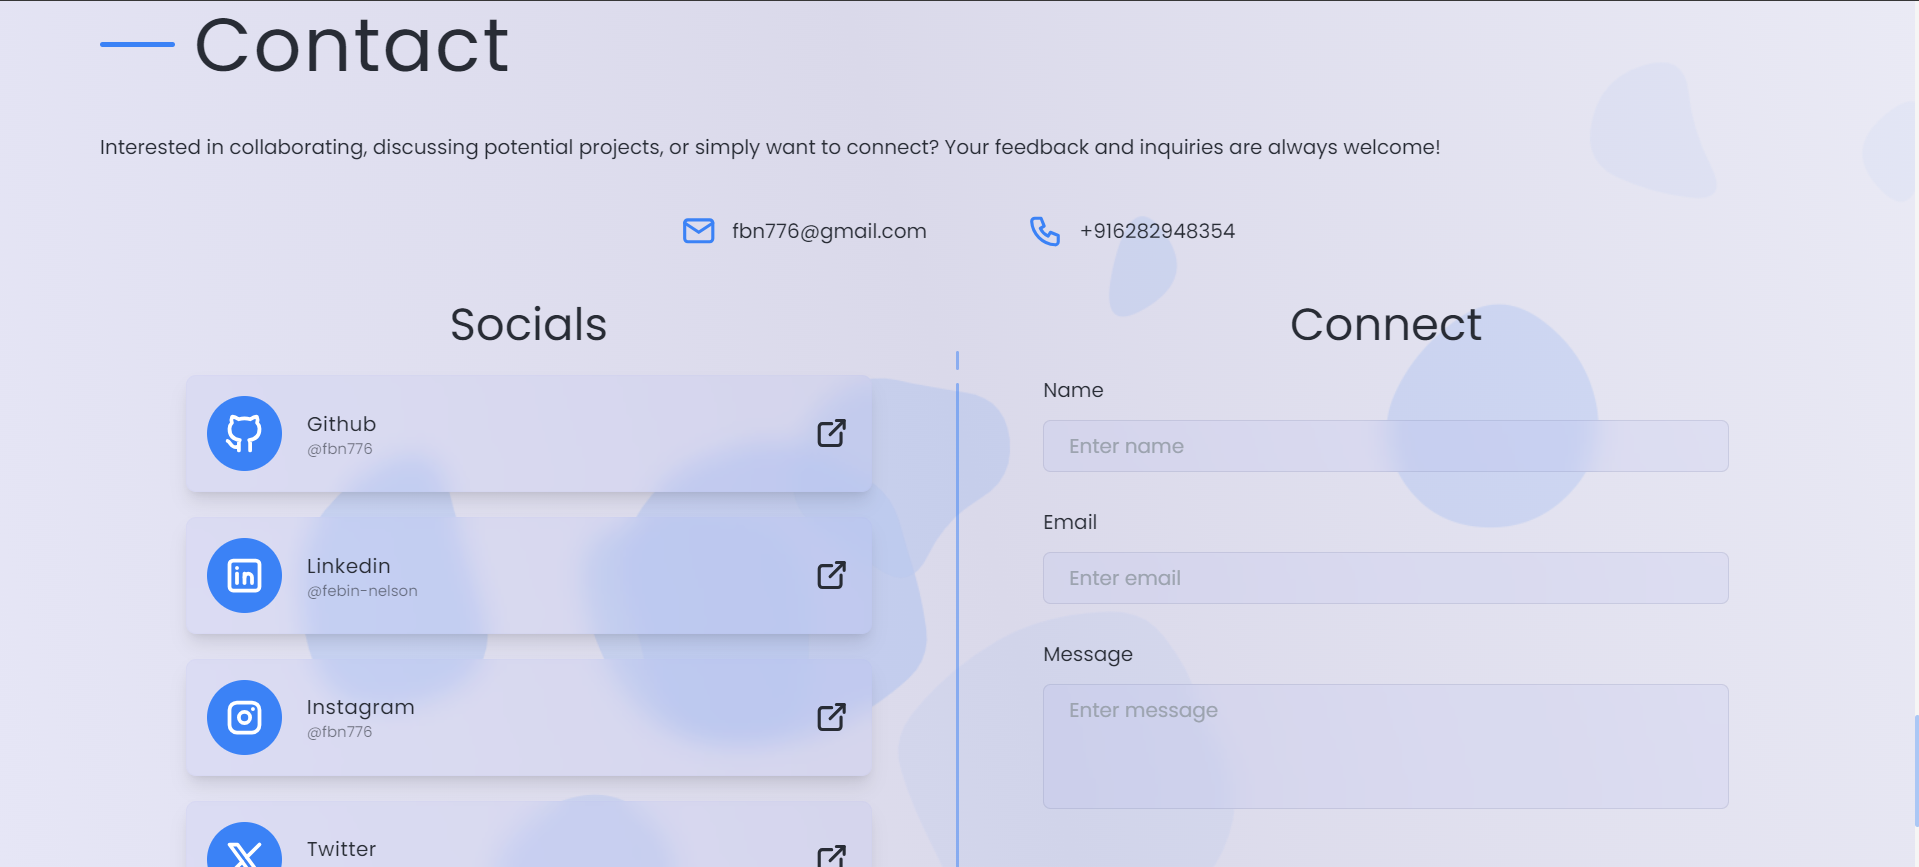 Contact
Interested in collaborating, discussing potential projects, or simply want to connect? Your feedback and inquiries are always welcome!
fbn776@gmail.com
+916282948354
Socials
Github
@fbn776
Linkedin
@febin-nelson
Instagram
@fbn776
Twitter
Connect
Name
Enter name
Email
Enter email
Message
Enter message